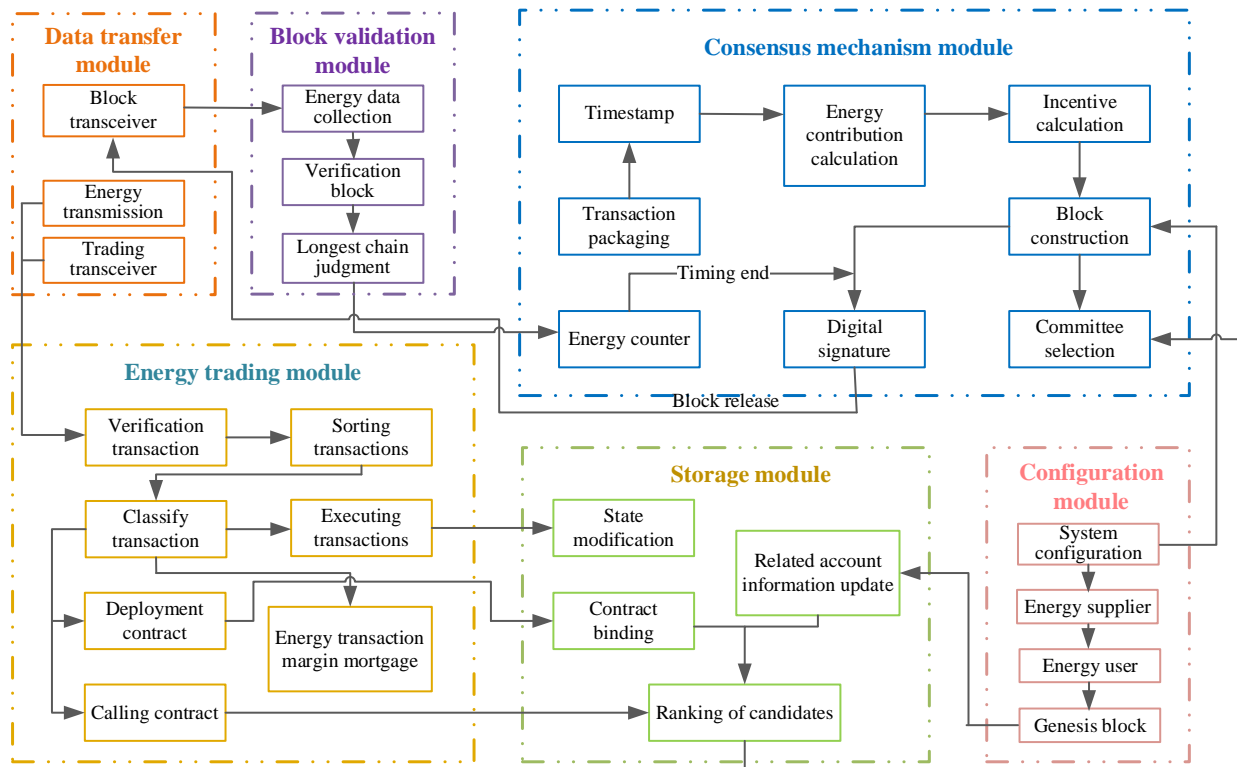 Data transfer
module
Block
transceiver
Energy
transmission
Trading
transceiver
Block validation
module
Energy data
collection
Verification
block
Longest chain
judgment
Consensus mechanism module
Timestamp
Energy
contribution
calculation
Incentive
calculation
Transaction
packaging
Block
construction
Timing end
Energy counter
Digital
signature
Committee
selection
Block release
Energy trading module
Verification
transaction
Sorting
transactions
Classify
transaction
Executing
transactions
Deployment
contract
Energy transaction
margin mortgage
Calling contract
Storage module
State
modification
Related account
information update
Contract
binding
Ranking of candidates
Configuration
module
System
configuration
Energy supplier
Energy user
Genesis block